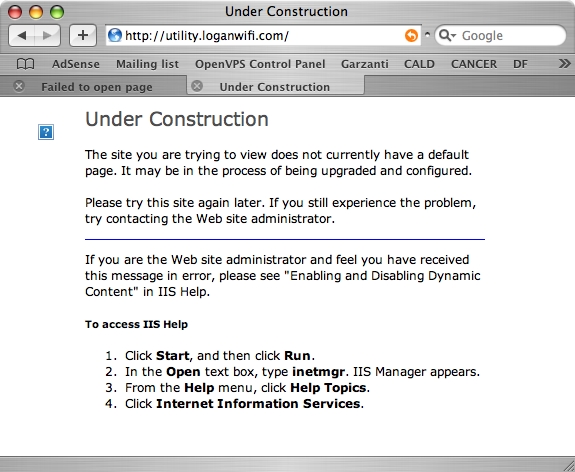 Under Construction
http://utility.loganwifi.com/
Google
AdSense Mailing list OpenVPS Control Panel Garzanti CALD CANCER DF
Failed to open page Under Construction
Under Construction
The site you are trying to view does not currently have a default
page. It may be in the process of being upgraded and configured.
Please try this site again later. If you still experience the problem,
try contacting the Web site administrator.
If you are the Web site administrator and feel you have received
this message in error, please see "Enabling and Disabling Dynamic
Content" in IIS Help.
To access IIS Help
1. Click Start, and then click Run.
2. In the Open text box, type inetmgr. IIS Manager appears.
3. From the Help menu, click Help Topics.
4. Click Internet Information Services.